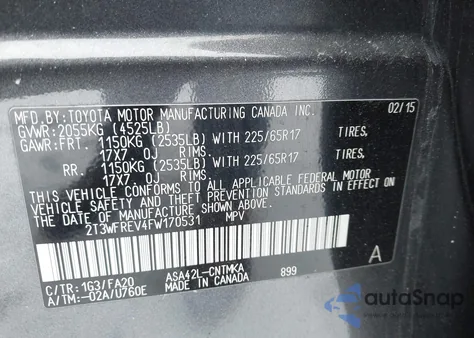 MFD.BY:TOYOTA MOTOR MANUFACTURING CANADA INC. 02/15
GVWR:2055KG (4525LB)
GAWR:FRT. 1150KG (2535LB) WITH 225/65R17 TIRES.
17X7 0J RIMS.
RR. 1150KG (2535LB) WITH 225/65R17 TIRES.
17X7 0J RIMS.
THIS VEHICLE CONFORMS TO ALL APPLICABLE FEDERAL MOTOR
VEHICLE SAFETY STANDARDS IN EFFECT ON
THE DATE OF MANUFACTURE SHOWN ABOVE.
2T3WFREV4FW170531 MPV
A
C/TR:1G3/FA20 ASA42L-CNTMKA
A/TM:-02A/U760E MADE IN CANADA 899
autoSnap